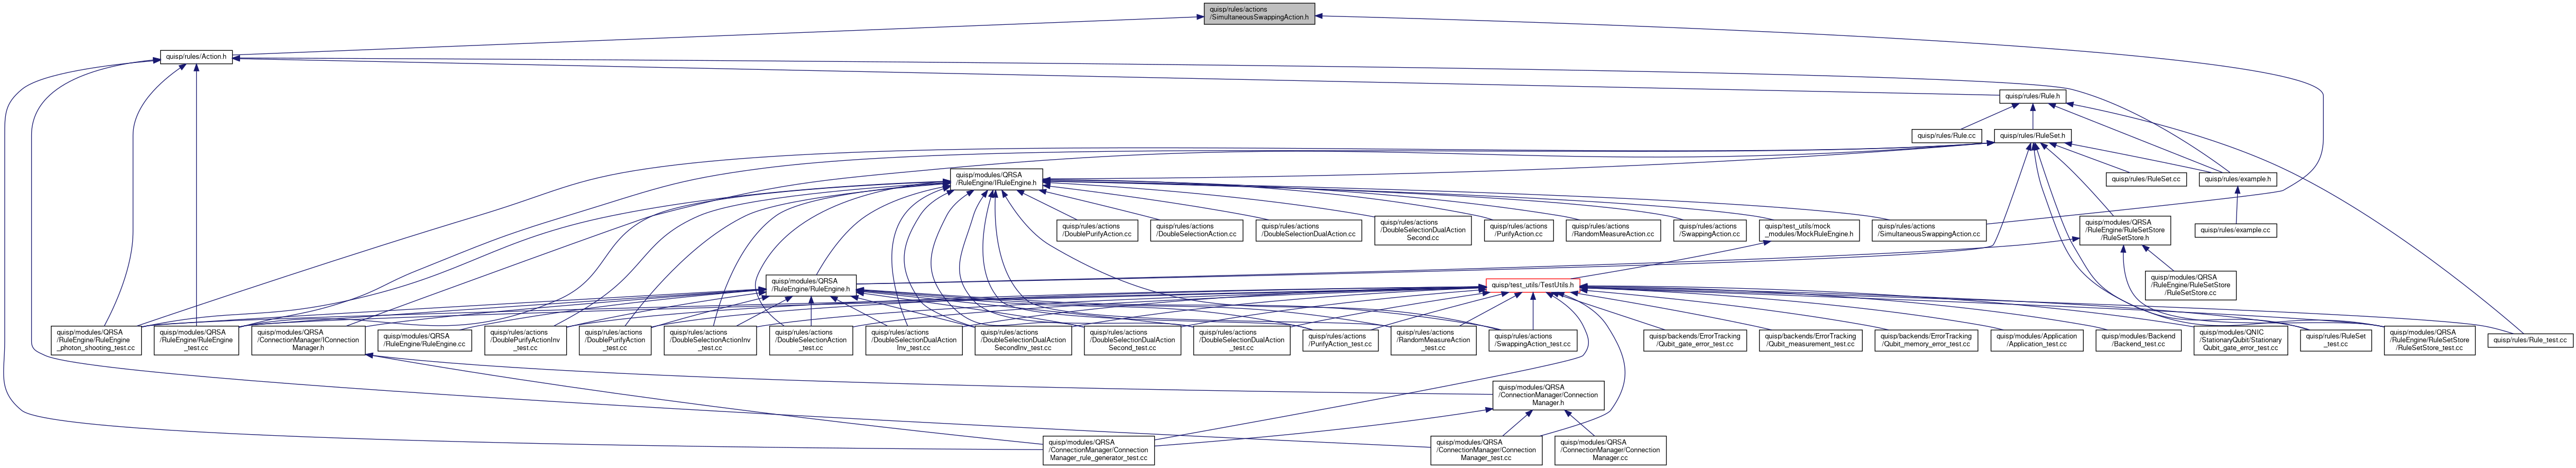 quisp/rules/actions
/SimultaneousSwappingAction.h
quisp/rules/Action.h
quisp/rules/Rule.h
quisp/rules/Rule.cc
quisp/rules/RuleSet.h
quisp/modules/QRSA
/RuleEngine/IRuleEngine.h
quisp/rules/RuleSet.cc
quisp/rules/example.h
quisp/rules/actions
/DoublePurifyAction.cc
quisp/rules/actions
/DoubleSelectionAction.cc
quisp/rules/actions
/DoubleSelectionDualAction.cc
quisp/rules/actions
/DoubleSelectionDualAction
Second.cc
quisp/rules/actions
/PurifyAction.cc
quisp/rules/actions
/RandomMeasureAction.cc
quisp/rules/actions
/SwappingAction.cc
quisp/test_utils/mock
_modules/MockRuleEngine.h
quisp/rules/actions
/SimultaneousSwappingAction.cc
quisp/modules/QRSA
/RuleEngine/RuleSetStore
/RuleSetStore.h
quisp/rules/example.cc
quisp/modules/QRSA
/RuleEngine/RuleEngine.h
quisp/test_utils/TestUtils.h
quisp/modules/QRSA
/RuleEngine/RuleSetStore
/RuleSetStore.cc
quisp/modules/QRSA
/RuleEngine/RuleEngine
_photon_shooting_test.cc
quisp/modules/QRSA
/RuleEngine/RuleEngine
_test.cc
quisp/modules/QRSA
/ConnectionManager/IConnection
Manager.h
quisp/modules/QRSA
/RuleEngine/RuleEngine.cc
quisp/rules/actions
/DoublePurifyActionInv
_test.cc
quisp/rules/actions
/DoublePurifyAction
_test.cc
quisp/rules/actions
/DoubleSelectionActionInv
_test.cc
quisp/rules/actions
/DoubleSelectionAction
_test.cc
quisp/rules/actions
/DoubleSelectionDualAction
Inv_test.cc
quisp/rules/actions
/DoubleSelectionDualAction
SecondInv_test.cc
quisp/rules/actions
/DoubleSelectionDualAction
Second_test.cc
quisp/rules/actions
/DoubleSelectionDualAction
_test.cc
quisp/rules/actions
/PurifyAction_test.cc
quisp/rules/actions
/RandomMeasureAction
_test.cc
quisp/rules/actions
/SwappingAction_test.cc
quisp/backends/ErrorTracking
/Qubit_gate_error_test.cc
quisp/backends/ErrorTracking
/Qubit_measurement_test.cc
quisp/backends/ErrorTracking
/Qubit_memory_error_test.cc
quisp/modules/Application
/Application_test.cc
quisp/modules/Backend
/Backend_test.cc
quisp/modules/QNIC
/StationaryQubit/Stationary
Qubit_gate_error_test.cc
quisp/rules/RuleSet
_test.cc
quisp/modules/QRSA
/RuleEngine/RuleSetStore
/RuleSetStore_test.cc
quisp/rules/Rule_test.cc
quisp/modules/QRSA
/ConnectionManager/Connection
Manager.h
quisp/modules/QRSA
/ConnectionManager/Connection
Manager_rule_generator_test.cc
quisp/modules/QRSA
/ConnectionManager/Connection
Manager_test.cc
quisp/modules/QRSA
/ConnectionManager/Connection
Manager.cc